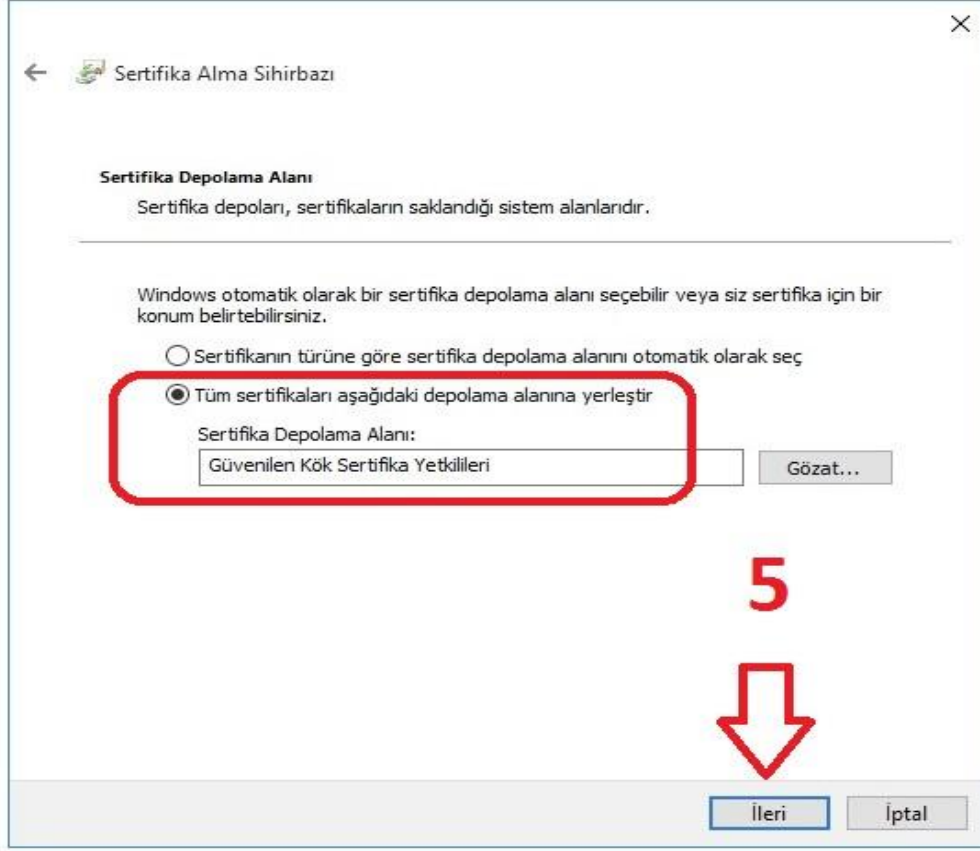 Sertifika Alma Sihirbazı
Sertifika Depolama Alanı
Sertifika depoları, sertifikaların saklandığı sistem alanlarıdır.
Windows otomatik olarak bir sertifika depolama alanı seçebilir veya siz sertifika için bir
konum belirtebilirsiniz.
Sertifikanın türüne göre sertifika depolama alanını otomatik olarak seç
Tüm sertifikaları aşağıdaki depolama alanına yerleştir
Sertifika Depolama Alanı:
Güvenilen Kök Sertifika Yetkilileri
Gözat...
5
İleri
İptal